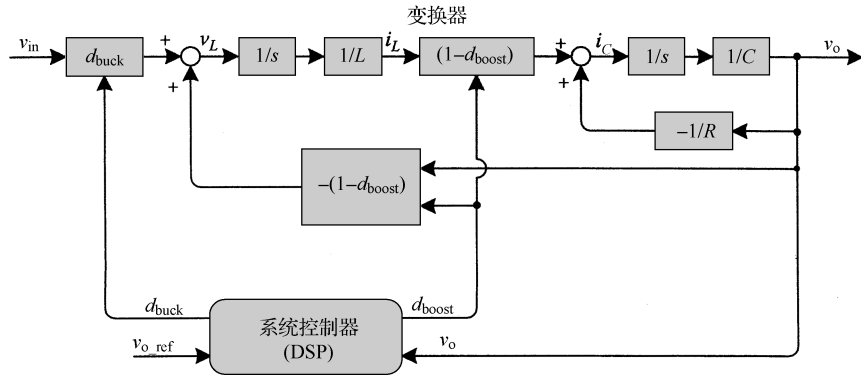 变换器
v_in
d_buck
+
v_L
1/s
1/L
i_L
(1–d_boost)
+
i_C
1/s
1/C
v_o
+
+
–1/R
–(1–d_boost)
d_buck
d_boost
系统控制器
(DSP)
v_o_ref
v_o